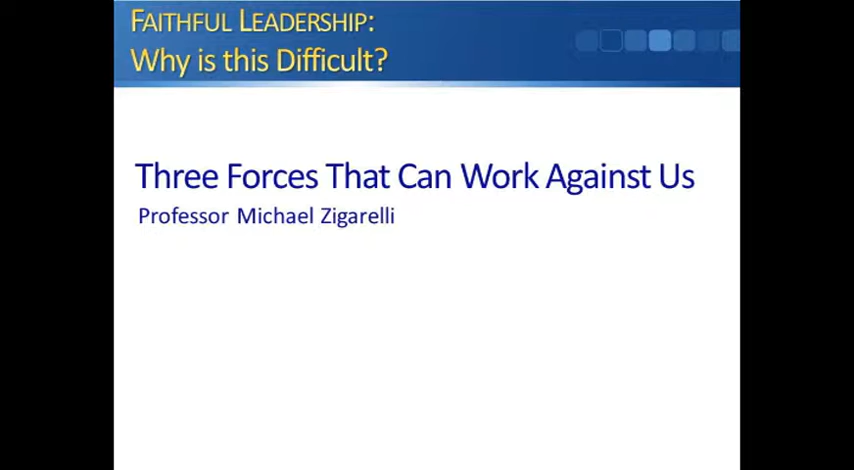 FAITHFUL LEADERSHIP:
Why is this Difficult?
Three Forces That Can Work Against Us
Professor Michael Zigarelli